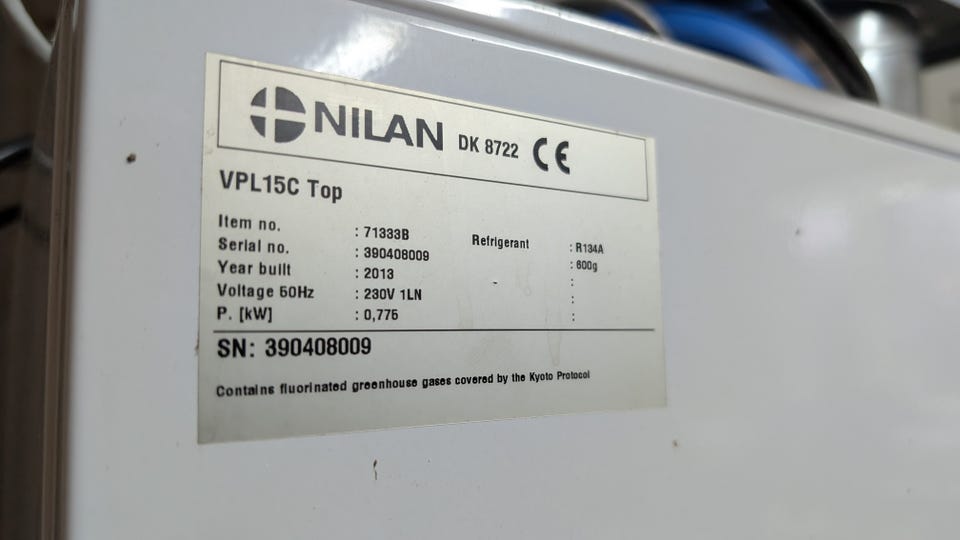 NILAN DK 8722 CE
VPL15C Top
Item no. : 71333B
Serial no. : 390408009
Year built : 2013
Voltage 50Hz : 230V 1LN
P. [kW] : 0,775
Refrigerant : R134A
: 600g
:
:
:
SN: 390408009
Contains fluorinated greenhouse gases covered by the Kyoto Protocol